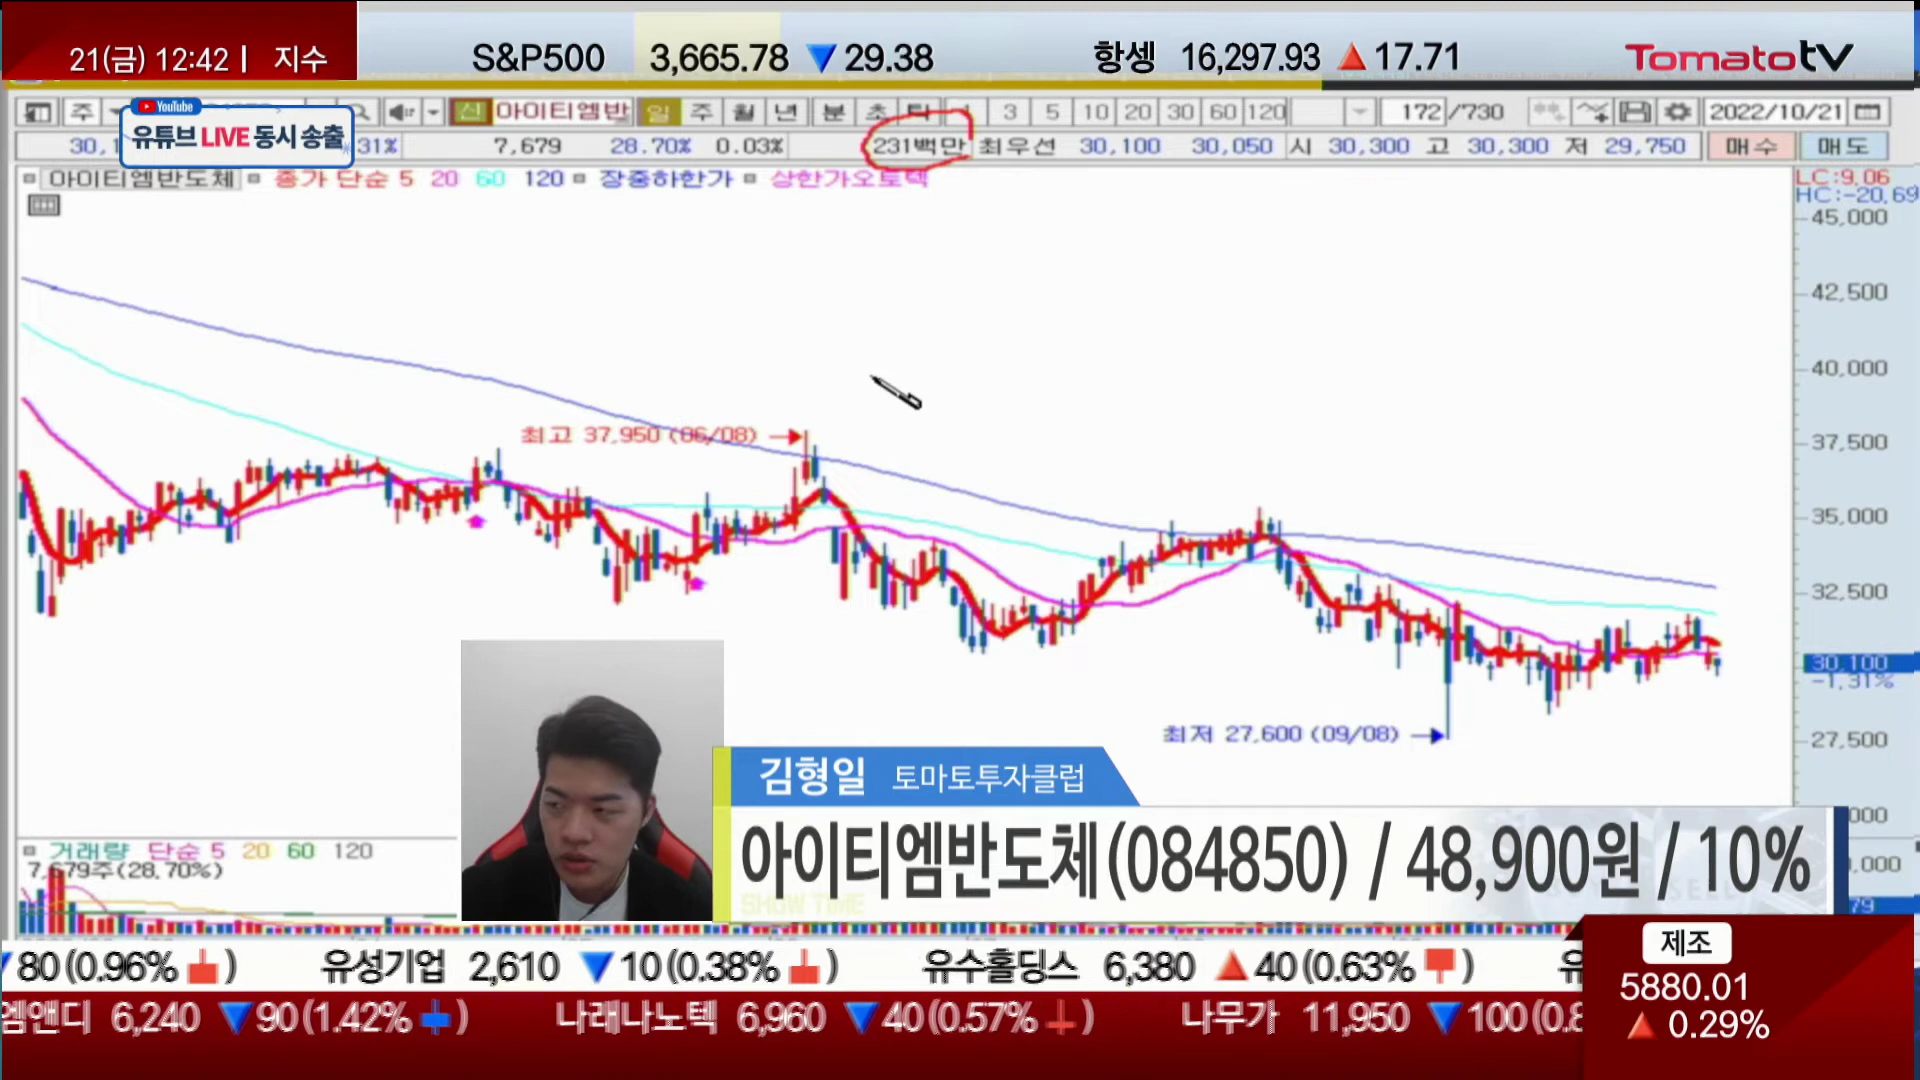 21(금) 12:42 | 지수 S&P500 3,665.78 ▼ 29.38 항셍 16,297.93 ▲ 17.71 Tomato tv
주 신 아이티엠반 일 주 월 년 분 초 틱 1 3 5 10 20 30 60 120 172 /730 2022/10/21
YouTube
유튜브 LIVE 동시 송출
30,1 31% 7,679 28.70% 0.03% 231백만 최우선 30,100 30,050 시 30,300 고 30,300 저 29,750 매수 매도
아이티엠반도체 종가 단순 5 20 60 120 장중하한가 상한가오토텍
LC:9.06
HC:-20.69
45,000
42,500
40,000
최고 37,950 (06/08)
37,500
35,000
32,500
30,100
-1.31%
최저 27,600 (09/08)
27,500
김형일 토마토투자클럽
아이티엠반도체(084850) / 48,900원 / 10%
거래량 단순 5 20 60 120
7,679주(28.70%)
SHOW TIME
80(0.96% ) 유성기업 2,610 ▼ 10(0.38% ) 유수홀딩스 6,380 ▲ 40(0.63% )
엠앤디 6,240 ▼ 90(1.42% ) 나래나노텍 6,960 ▼ 40(0.57% ) 나무가 11,950 ▼ 100(0.8
제조
5880.01
▲ 0.29%